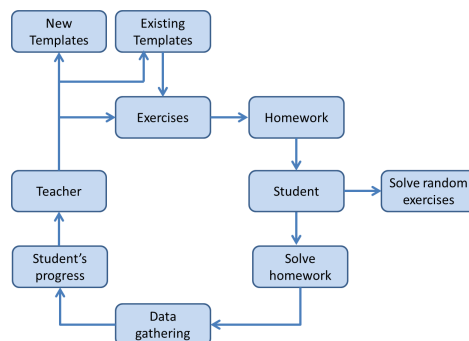 New
Templates
Existing
Templates
Exercises
Homework
Teacher
Student
Solve random
exercises
Student's
progress
Solve
homework
Data
gathering